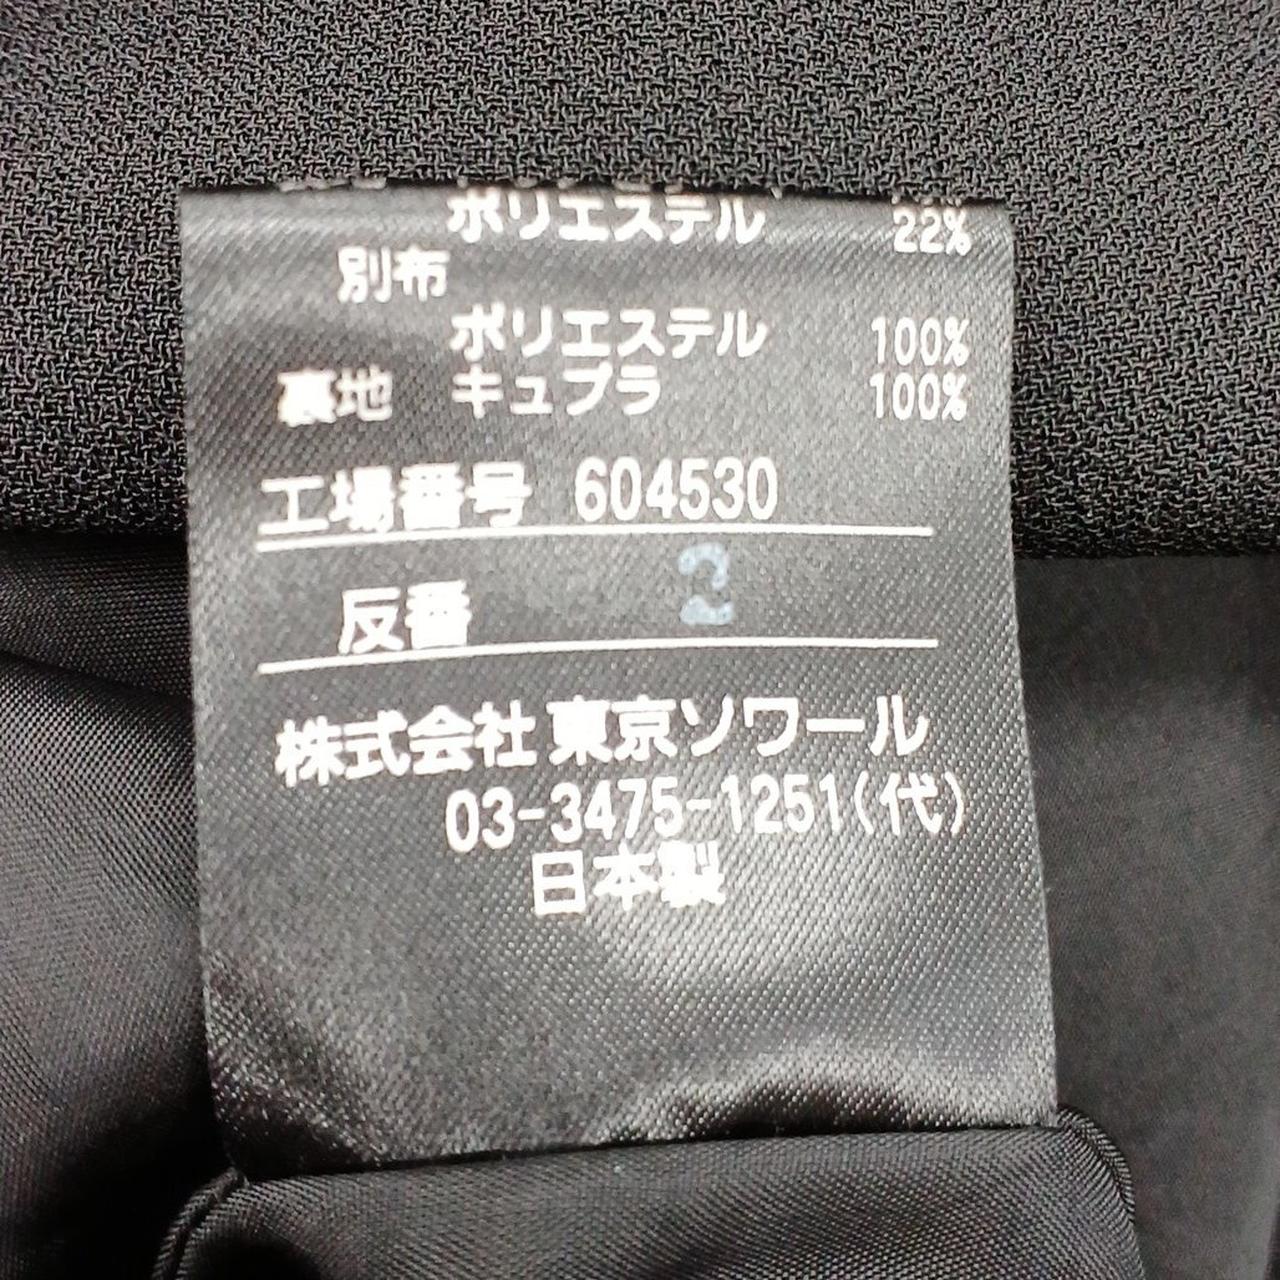 ポリエステル 22%
別布
ポリエステル 100%
裏地 キュプラ 100%
工場番号 604530
反番 2
株式会社 東京ソワール
03-3475-1251(代)
日本製